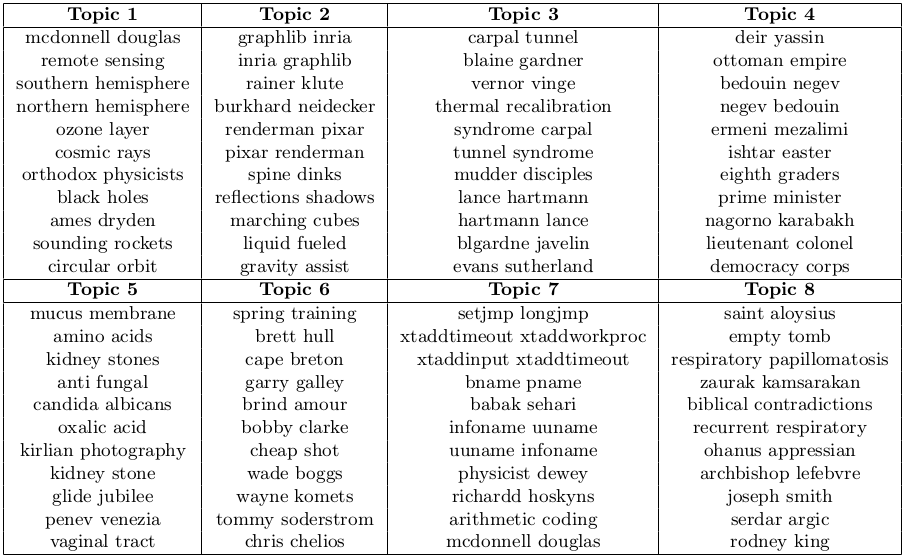 Topic 1 Topic 2 Topic 3 Topic 4
mcdonnell douglas graphlib inria carpal tunnel deir yassin
remote sensing inria graphlib blaine gardner ottoman empire
southern hemisphere rainer klute vernor vinge bedouin negev
northern hemisphere burkhard neidecker thermal recalibration negev bedouin
ozone layer renderman pixar syndrome carpal ermeni mezalimi
cosmic rays pixar renderman tunnel syndrome ishtar easter
orthodox physicists spine dinks mudder disciples eighth graders
black holes reflections shadows lance hartmann prime minister
ames dryden marching cubes hartmann lance nagorno karabakh
sounding rockets liquid fueled blgardne javelin lieutenant colonel
circular orbit gravity assist evans sutherland democracy corps
Topic 5 Topic 6 Topic 7 Topic 8
mucus membrane spring training setjmp longjmp saint aloysius
amino acids brett hull xtaddtimeout xtaddworkproc empty tomb
kidney stones cape breton xtaddinput xtaddtimeout respiratory papillomatosis
anti fungal garry galley bname pname zaurak kamsarakan
candida albicans brind amour babak sehari biblical contradictions
oxalic acid bobby clarke infoname uuname recurrent respiratory
kirlian photography cheap shot uuname infoname ohanus appressian
kidney stone wade boggs physicist dewey archbishop lefebvre
glide jubilee wayne komets richardd hoskyns joseph smith
penev venezia tommy soderstrom arithmetic coding serdar argic
vaginal tract chris chelios mcdonnell douglas rodney king